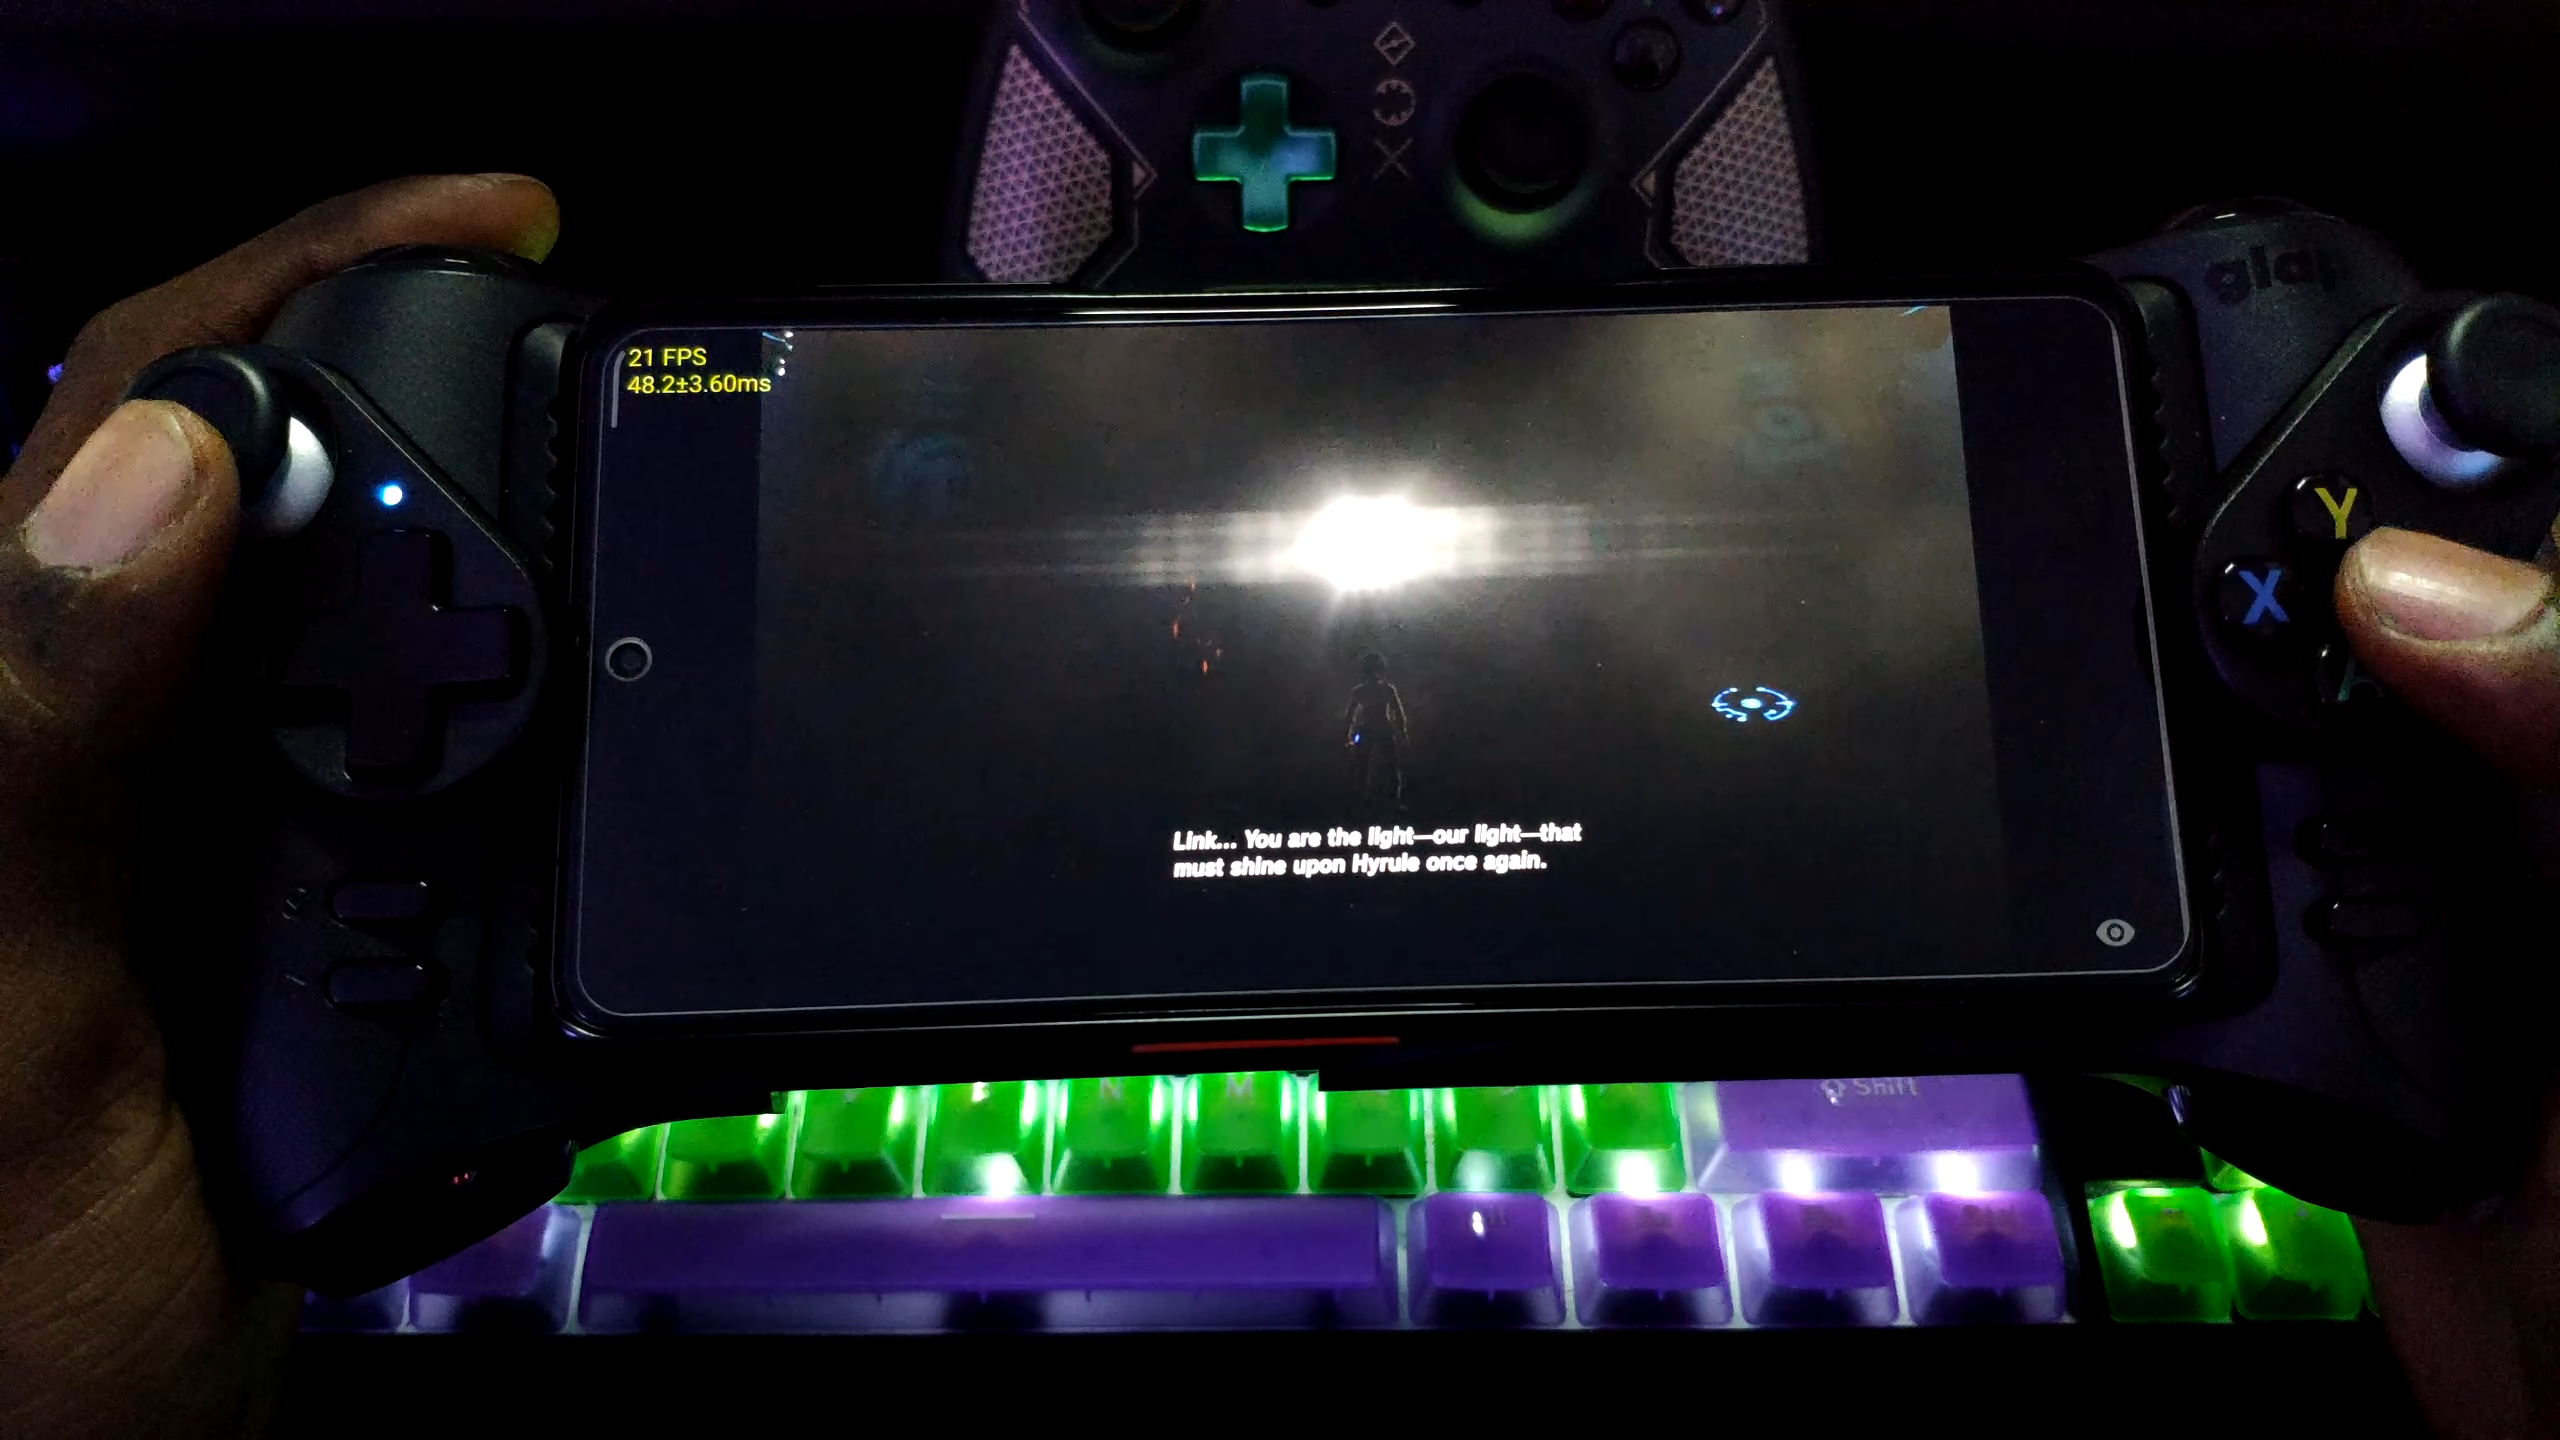 glap
21 FPS
48.2±3.60ms
Y
X
A
Link... You are the light—our light—that
must shine upon Hyrule once again.
N
M
Shift